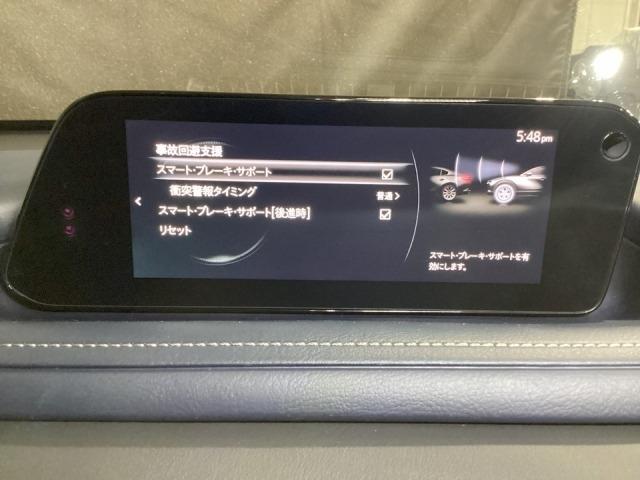 5:48 pm
事故回避支援
スマート・ブレーキ・サポート
衝突警報タイミング 普通
スマート・ブレーキ・サポート[後進時]
リセット
スマート・ブレーキ・サポートを有
効にします。